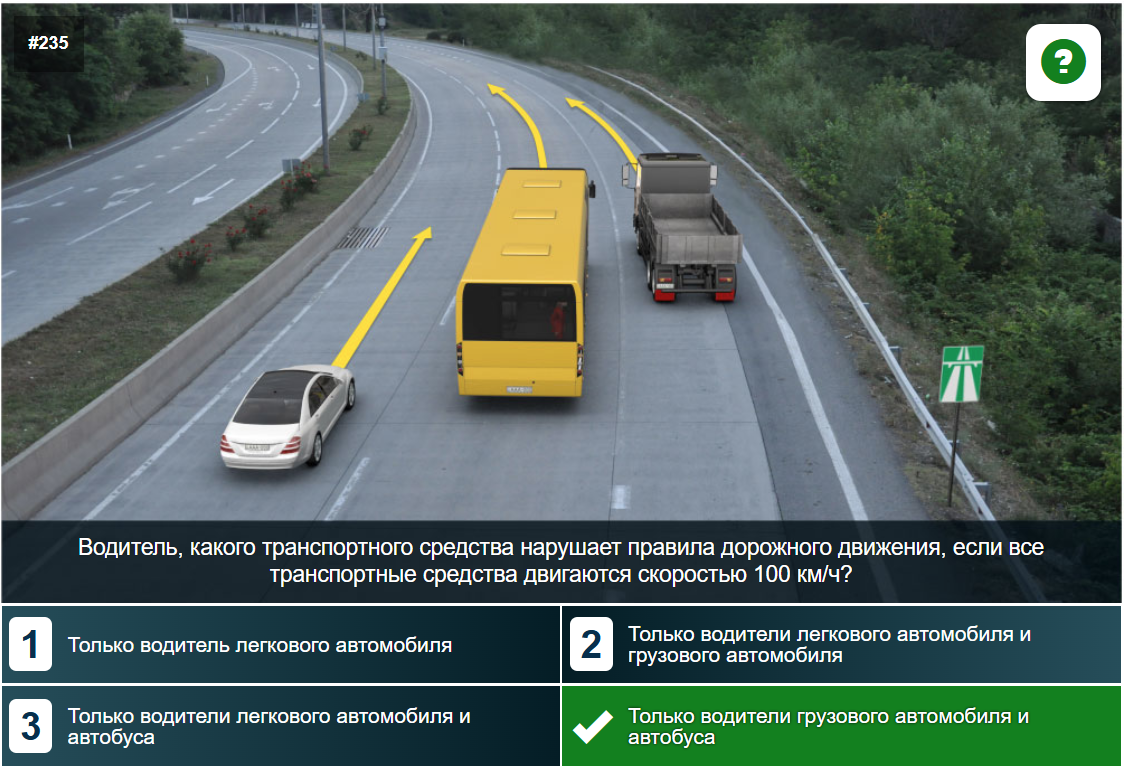 #235
?
Водитель, какого транспортного средства нарушает правила дорожного движения, если все
транспортные средства двигаются скоростью 100 км/ч?
1
Только водитель легкового автомобиля
2
Только водители легкового автомобиля и
грузового автомобиля
3
Только водители легкового автомобиля и
автобуса
Только водители грузового автомобиля и
автобуса